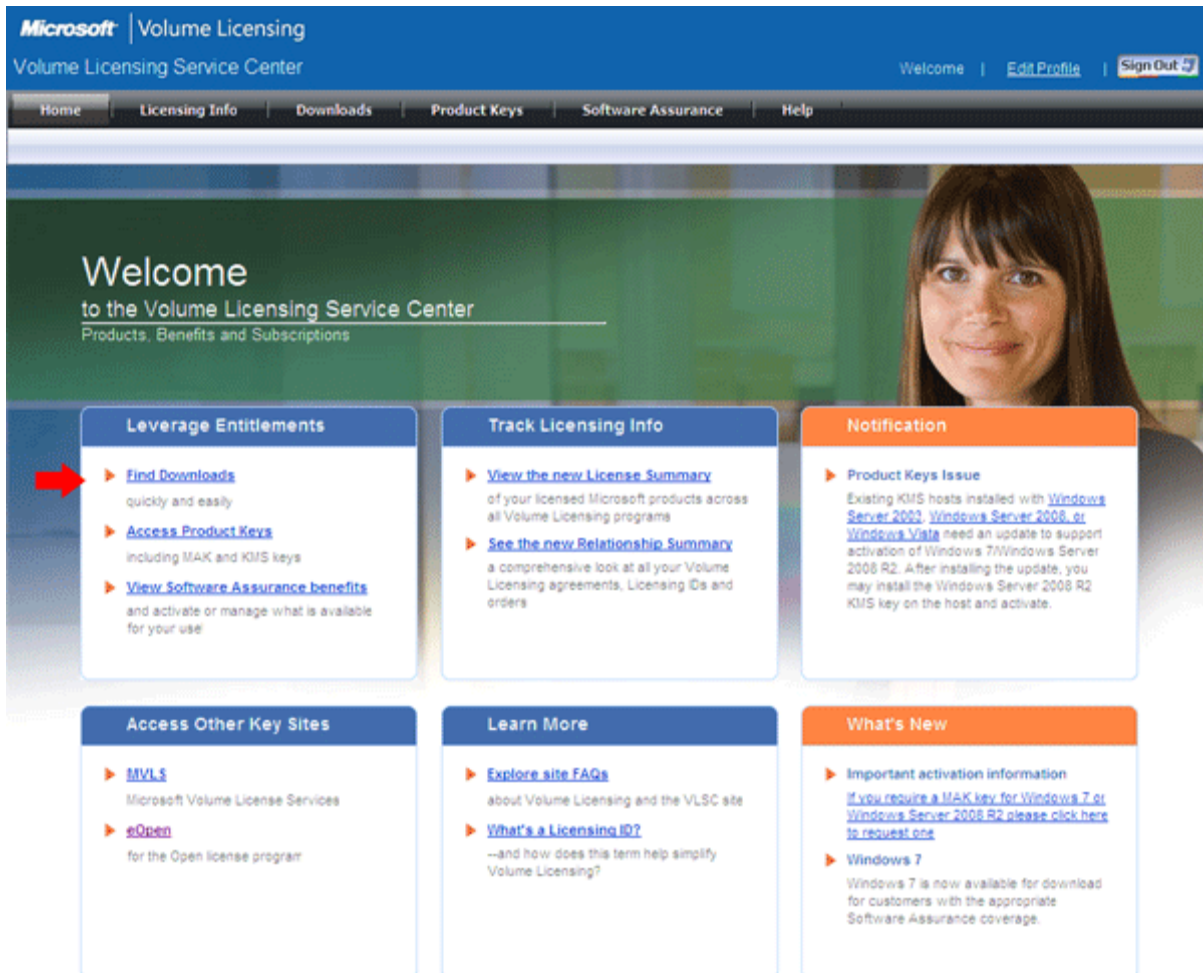 Microsoft | Volume Licensing
Volume Licensing Service Center
Welcome | Edit Profile | Sign Out
Home | Licensing Info | Downloads | Product Keys | Software Assurance | Help
Welcome
to the Volume Licensing Service Center
Products, Benefits and Subscriptions
Leverage Entitlements
Find Downloads
quickly and easily
Access Product Keys
including MAK and KMS keys
View Software Assurance benefits
and activate or manage what is available
for your use
Track Licensing Info
View the new License Summary
of your licensed Microsoft products across
all Volume Licensing programs
See the new Relationship Summary
a comprehensive look at all your Volume
Licensing agreements, Licensing IDs and
orders
Notification
Product Keys Issue
Existing KMS hosts installed with Windows
Server 2003, Windows Server 2008, or
Windows Vista need an update to support
activation of Windows 7/Windows Server
2008 R2. After installing the update, you
may install the Windows Server 2008 R2
KMS key on the host and activate.
Access Other Key Sites
MVLS
Microsoft Volume License Services
eOpen
for the Open license program
Learn More
Explore site FAQs
about Volume Licensing and the VLSC site
What's a Licensing ID?
--and how does this term help simplify
Volume Licensing?
What's New
Important activation information
If you require a MAK key for Windows 7 or
Windows Server 2008 R2 please click here
to request one
Windows 7
Windows 7 is now available for download
for customers with the appropriate
Software Assurance coverage.